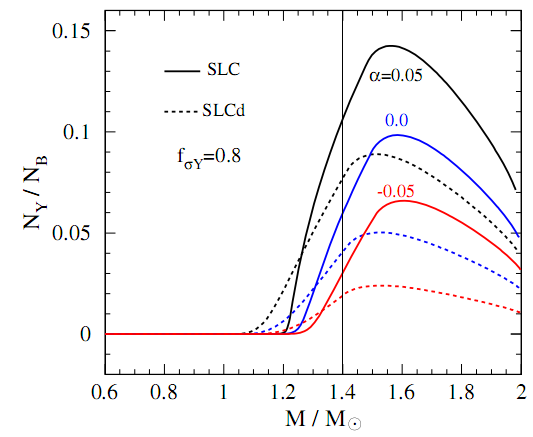 0.15
SLC
α=0.05
SLCd
0.1
0.0
f_σY=0.8
N_Y / N_B
-0.05
0.05
0
0.6 0.8 1 1.2 1.4 1.6 1.8 2
M / M_☉